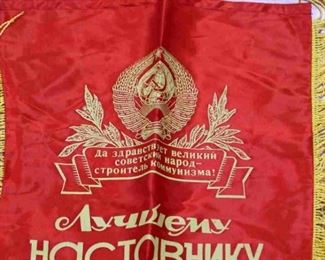 Да здравствует великий
советский народ-
строитель коммунизма!
Лучшему
наставнику